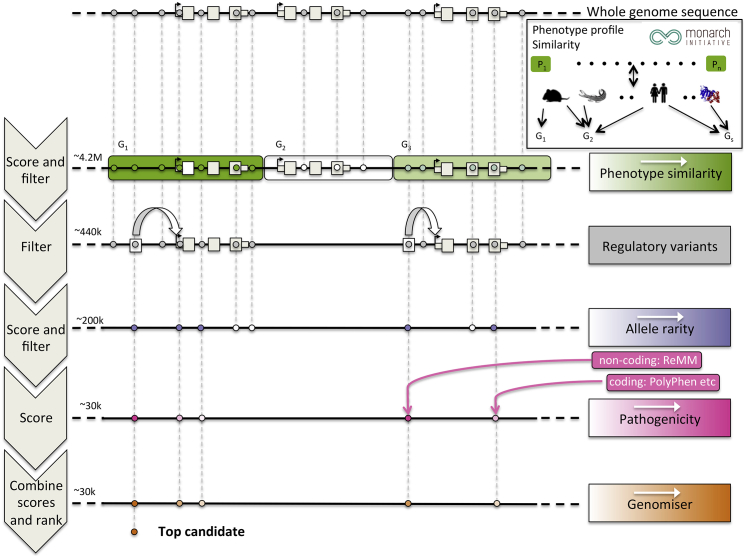 Whole genome sequence
Phenotype profile
Similarity
monarch
INITIATIVE
P1
Pn
G1
G2
Gs
Score and
filter
~4.2M
G1
G2
G3
Phenotype similarity
Filter
~440k
Regulatory variants
Score and
filter
~200k
Allele rarity
non-coding: ReMM
coding: PolyPhen etc
Score
~30k
Pathogenicity
Combine
scores
and rank
~30k
Genomiser
Top candidate